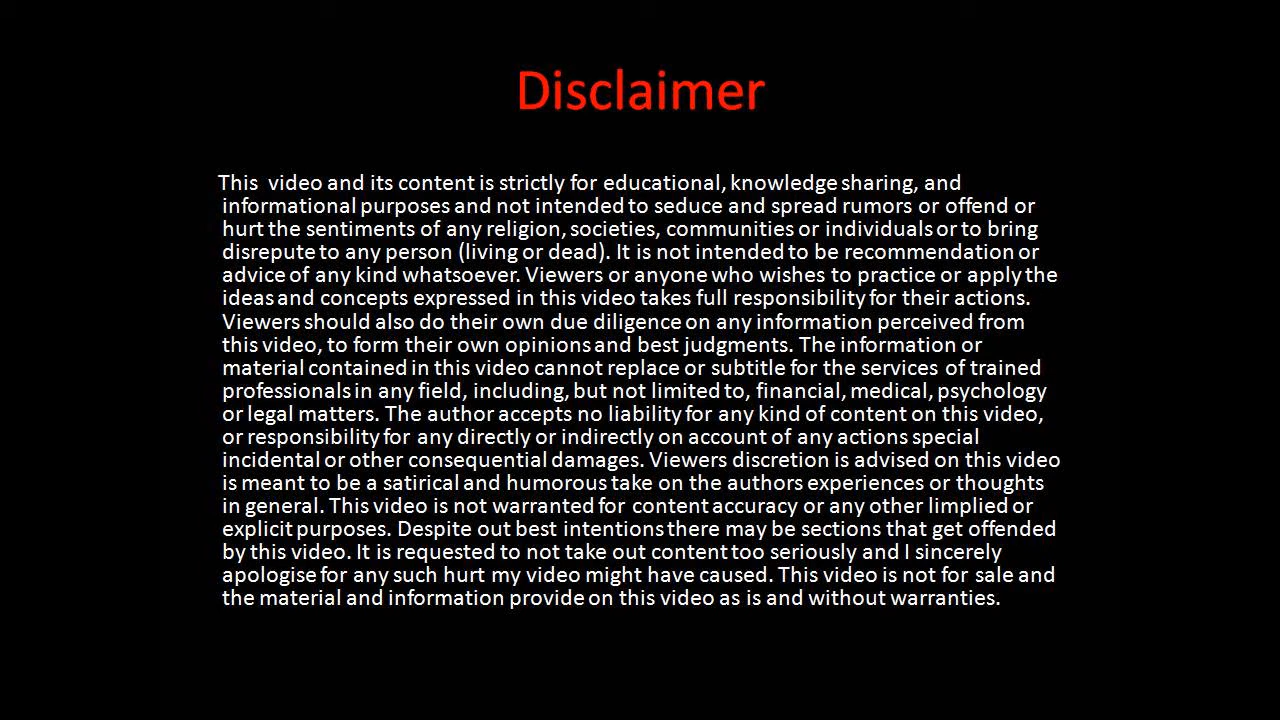 Disclaimer
This video and its content is strictly for educational, knowledge sharing, and
informational purposes and not intended to seduce and spread rumors or offend or
hurt the sentiments of any religion, societies, communities or individuals or to bring
disrepute to any person (living or dead). It is not intended to be recommendation or
advice of any kind whatsoever. Viewers or anyone who wishes to practice or apply the
ideas and concepts expressed in this video takes full responsibility for their actions.
Viewers should also do their own due diligence on any information perceived from
this video, to form their own opinions and best judgments. The information or
material contained in this video cannot replace or subtitle for the services of trained
professionals in any field, including, but not limited to, financial, medical, psychology
or legal matters. The author accepts no liability for any kind of content on this video,
or responsibility for any directly or indirectly on account of any actions special
incidental or other consequential damages. Viewers discretion is advised on this video
is meant to be a satirical and humorous take on the authors experiences or thoughts
in general. This video is not warranted for content accuracy or any other limplied or
explicit purposes. Despite out best intentions there may be sections that get offended
by this video. It is requested to not take out content too seriously and I sincerely
apologise for any such hurt my video might have caused. This video is not for sale and
the material and information provide on this video as is and without warranties.